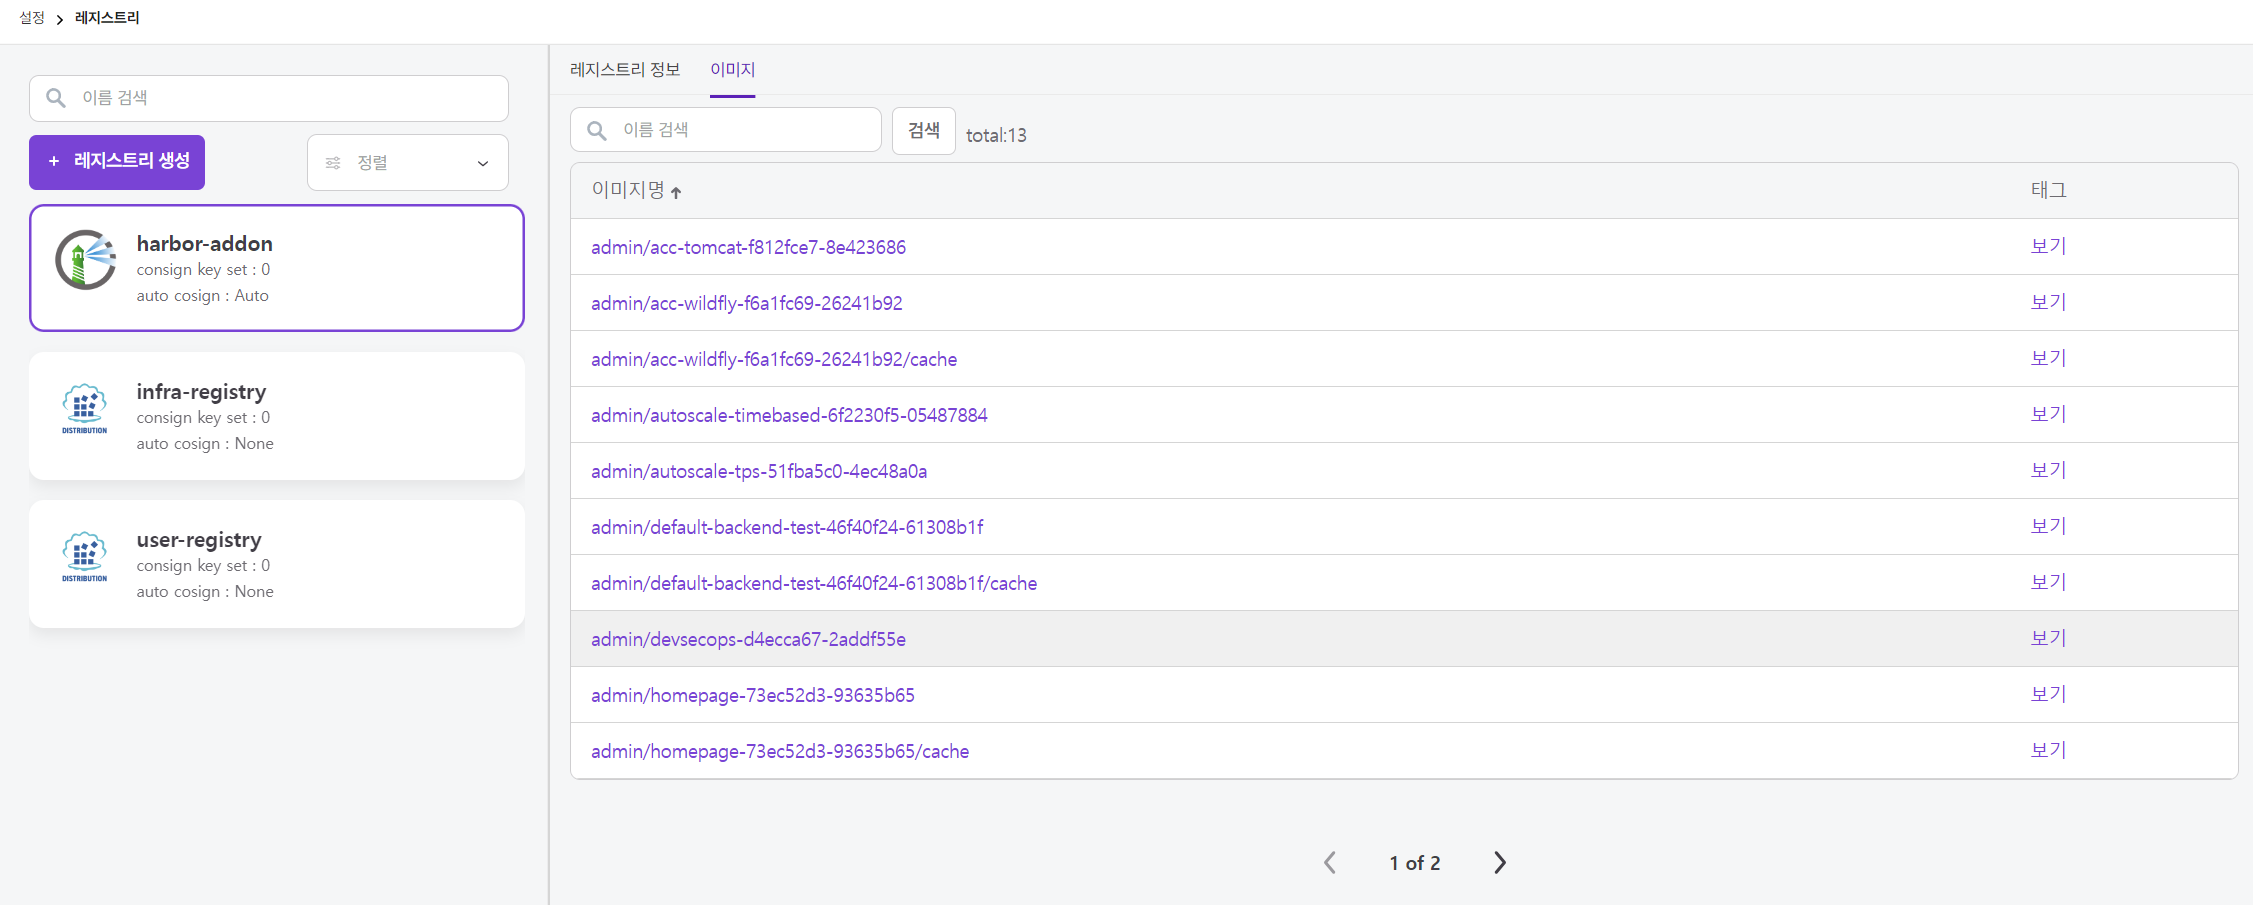 설정 > 레지스트리
이름 검색
+ 레지스트리 생성
정렬
harbor-addon
consign key set : 0
auto cosign : Auto
DISTRIBUTION
infra-registry
consign key set : 0
auto cosign : None
DISTRIBUTION
user-registry
consign key set : 0
auto cosign : None
레지스트리 정보 이미지
이름 검색 검색 total:13
이미지명 태그
admin/acc-tomcat-f812fce7-8e423686 보기
admin/acc-wildfly-f6a1fc69-26241b92 보기
admin/acc-wildfly-f6a1fc69-26241b92/cache 보기
admin/autoscale-timebased-6f2230f5-05487884 보기
admin/autoscale-tps-51fba5c0-4ec48a0a 보기
admin/default-backend-test-46f40f24-61308b1f 보기
admin/default-backend-test-46f40f24-61308b1f/cache 보기
admin/devsecops-d4ecca67-2addf55e 보기
admin/homepage-73ec52d3-93635b65 보기
admin/homepage-73ec52d3-93635b65/cache 보기
1 of 2